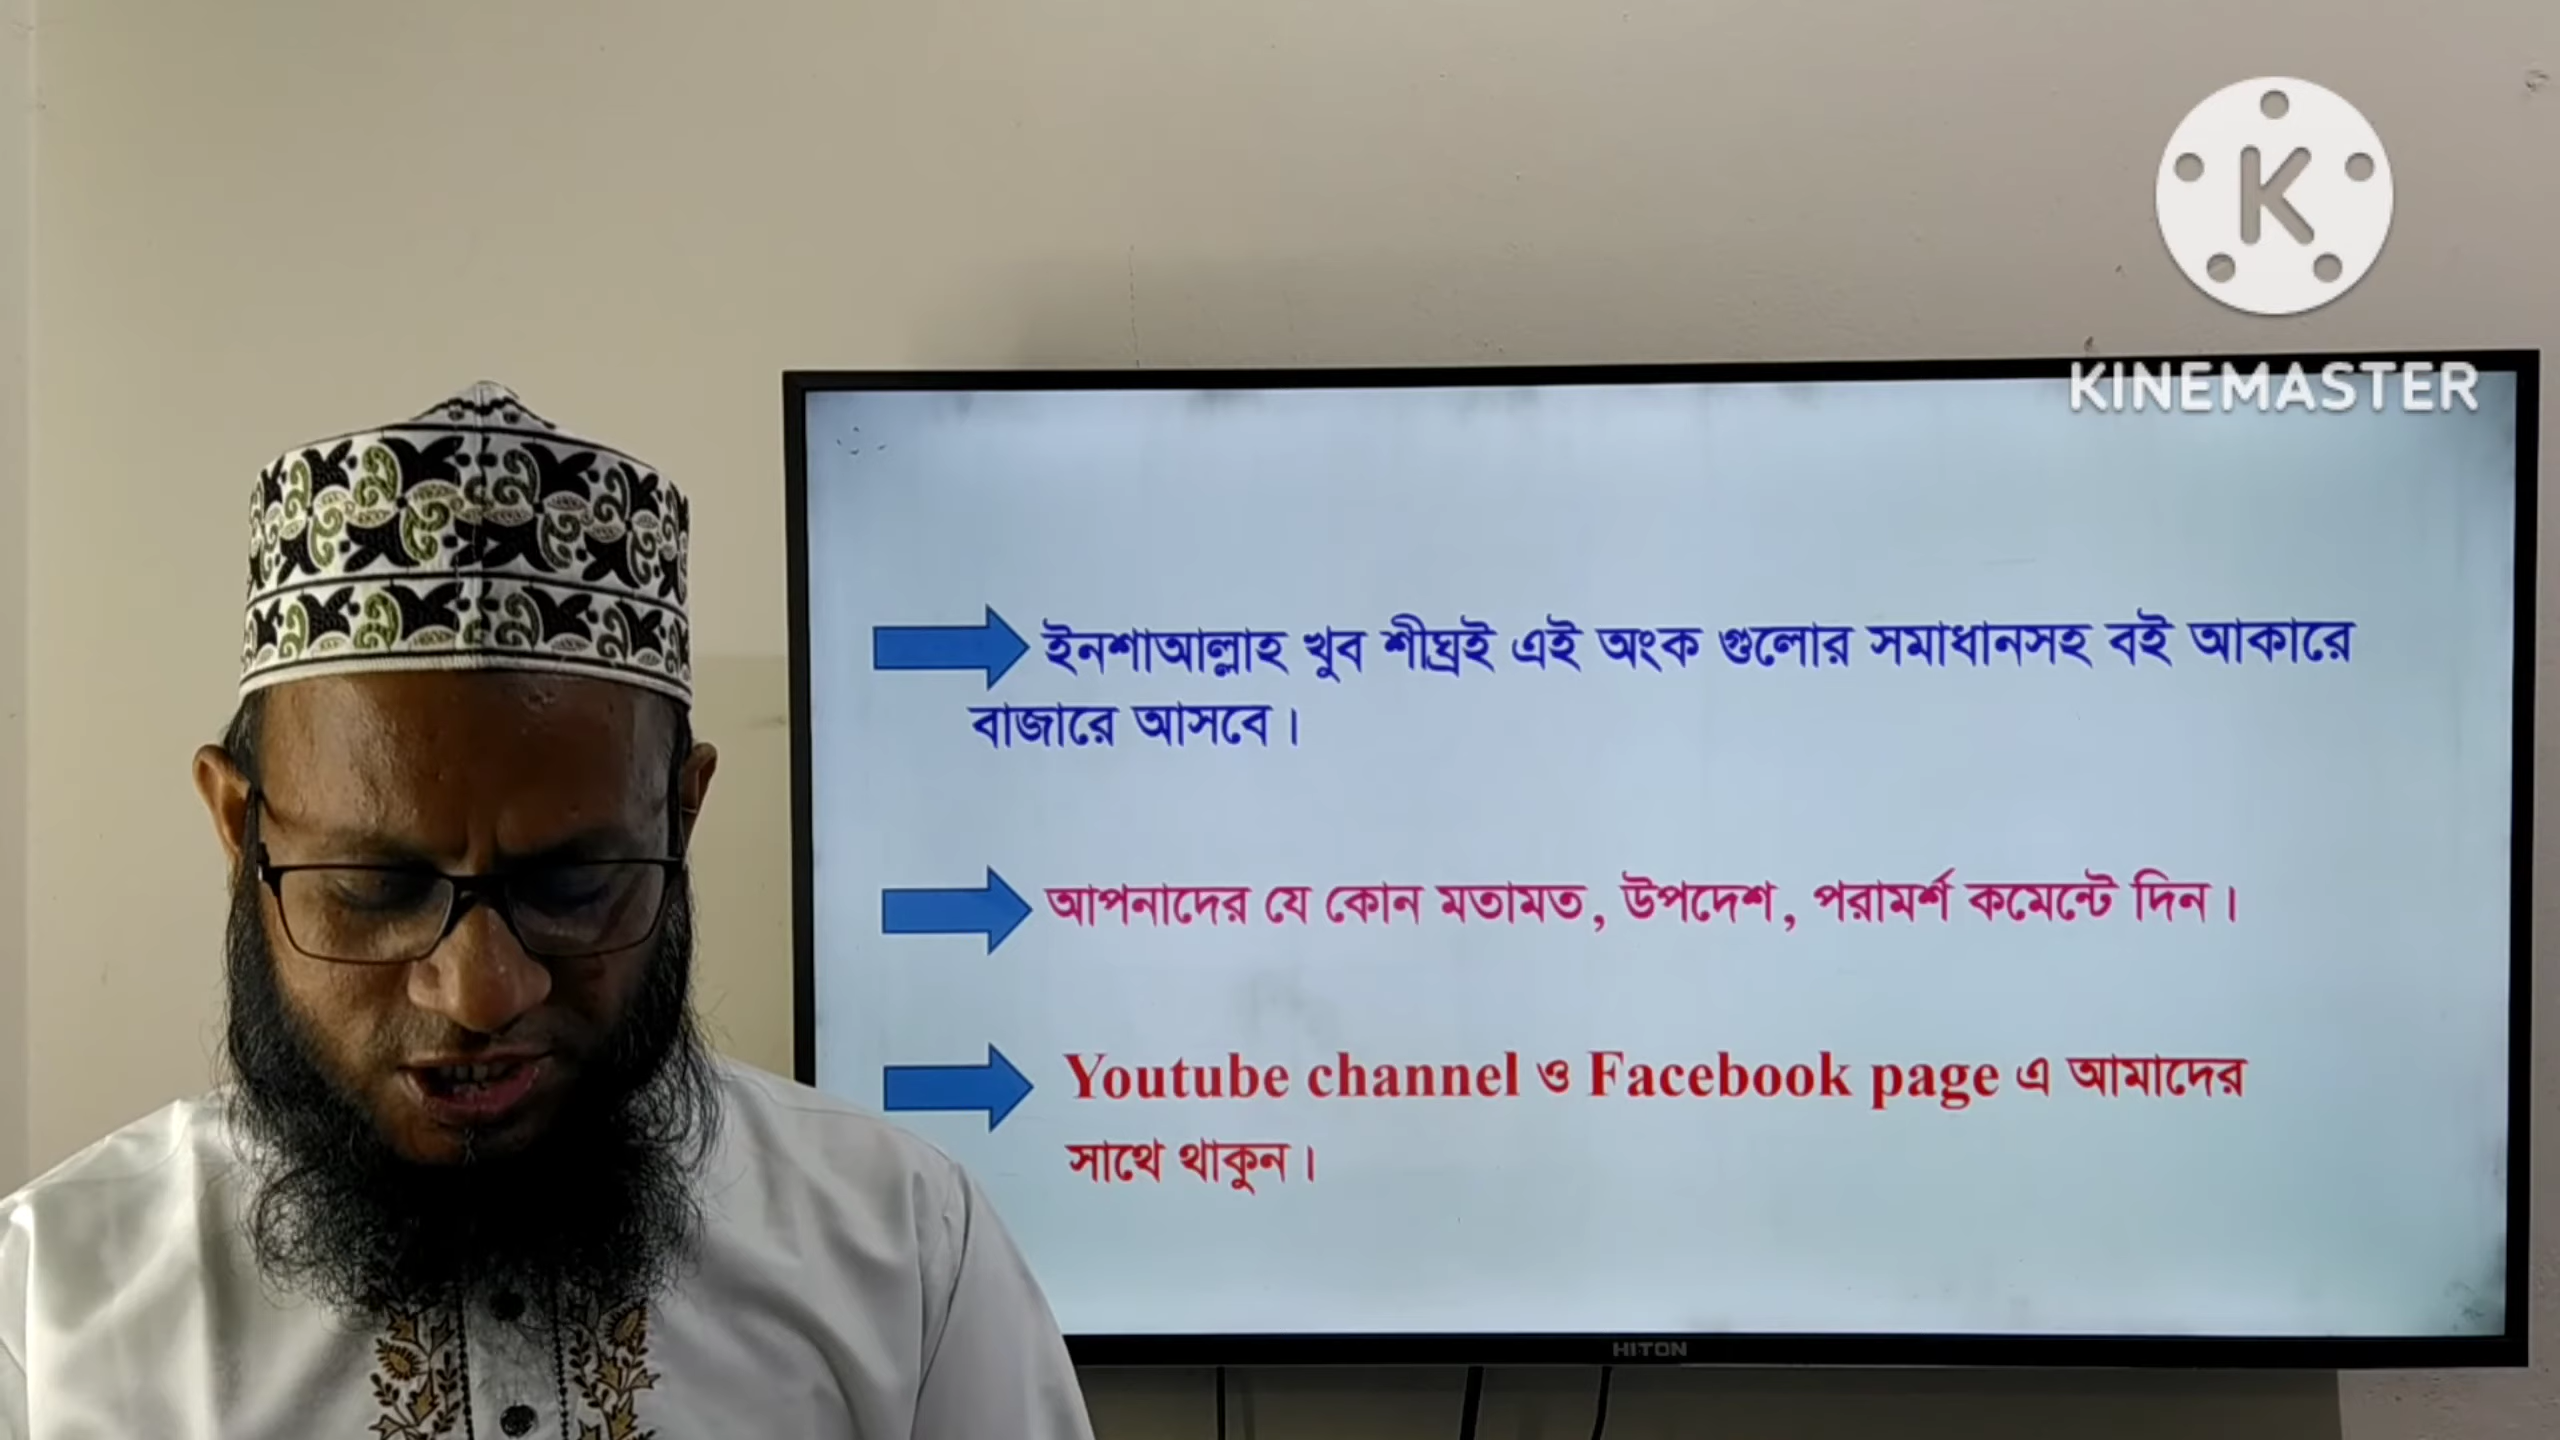 K
KINEMASTER
ইনশাআল্লাহ খুব শীঘ্রই এই অংক গুলোর সমাধানসহ বই আকারে
বাজারে আসবে।
আপনাদের যে কোন মতামত, উপদেশ, পরামর্শ কমেন্টে দিন।
Youtube channel ও Facebook page এ আমাদের
সাথে থাকুন।
HITON